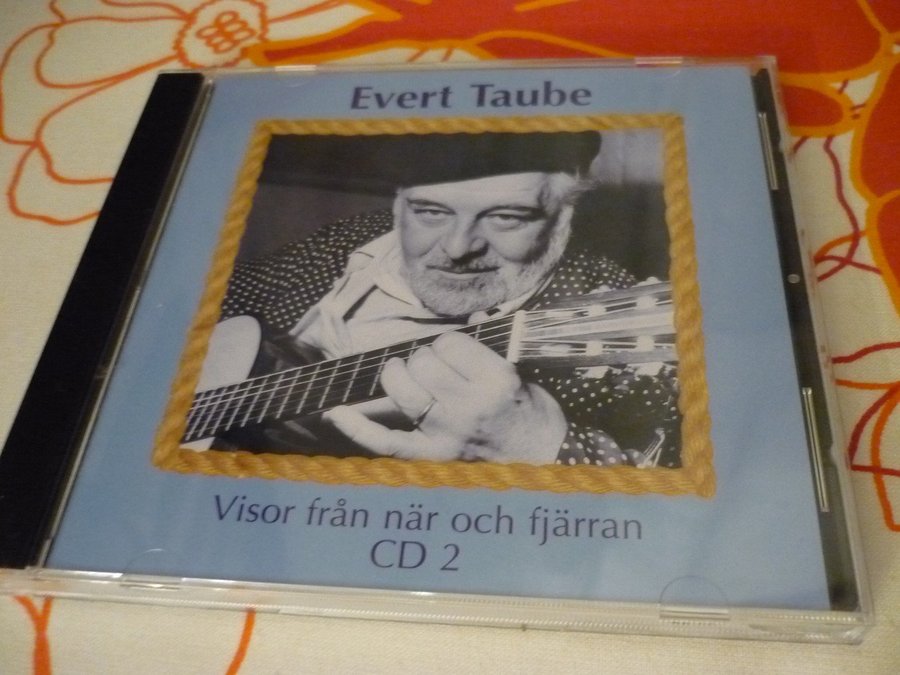 Evert Taube
Visor från när och fjärran
CD 2